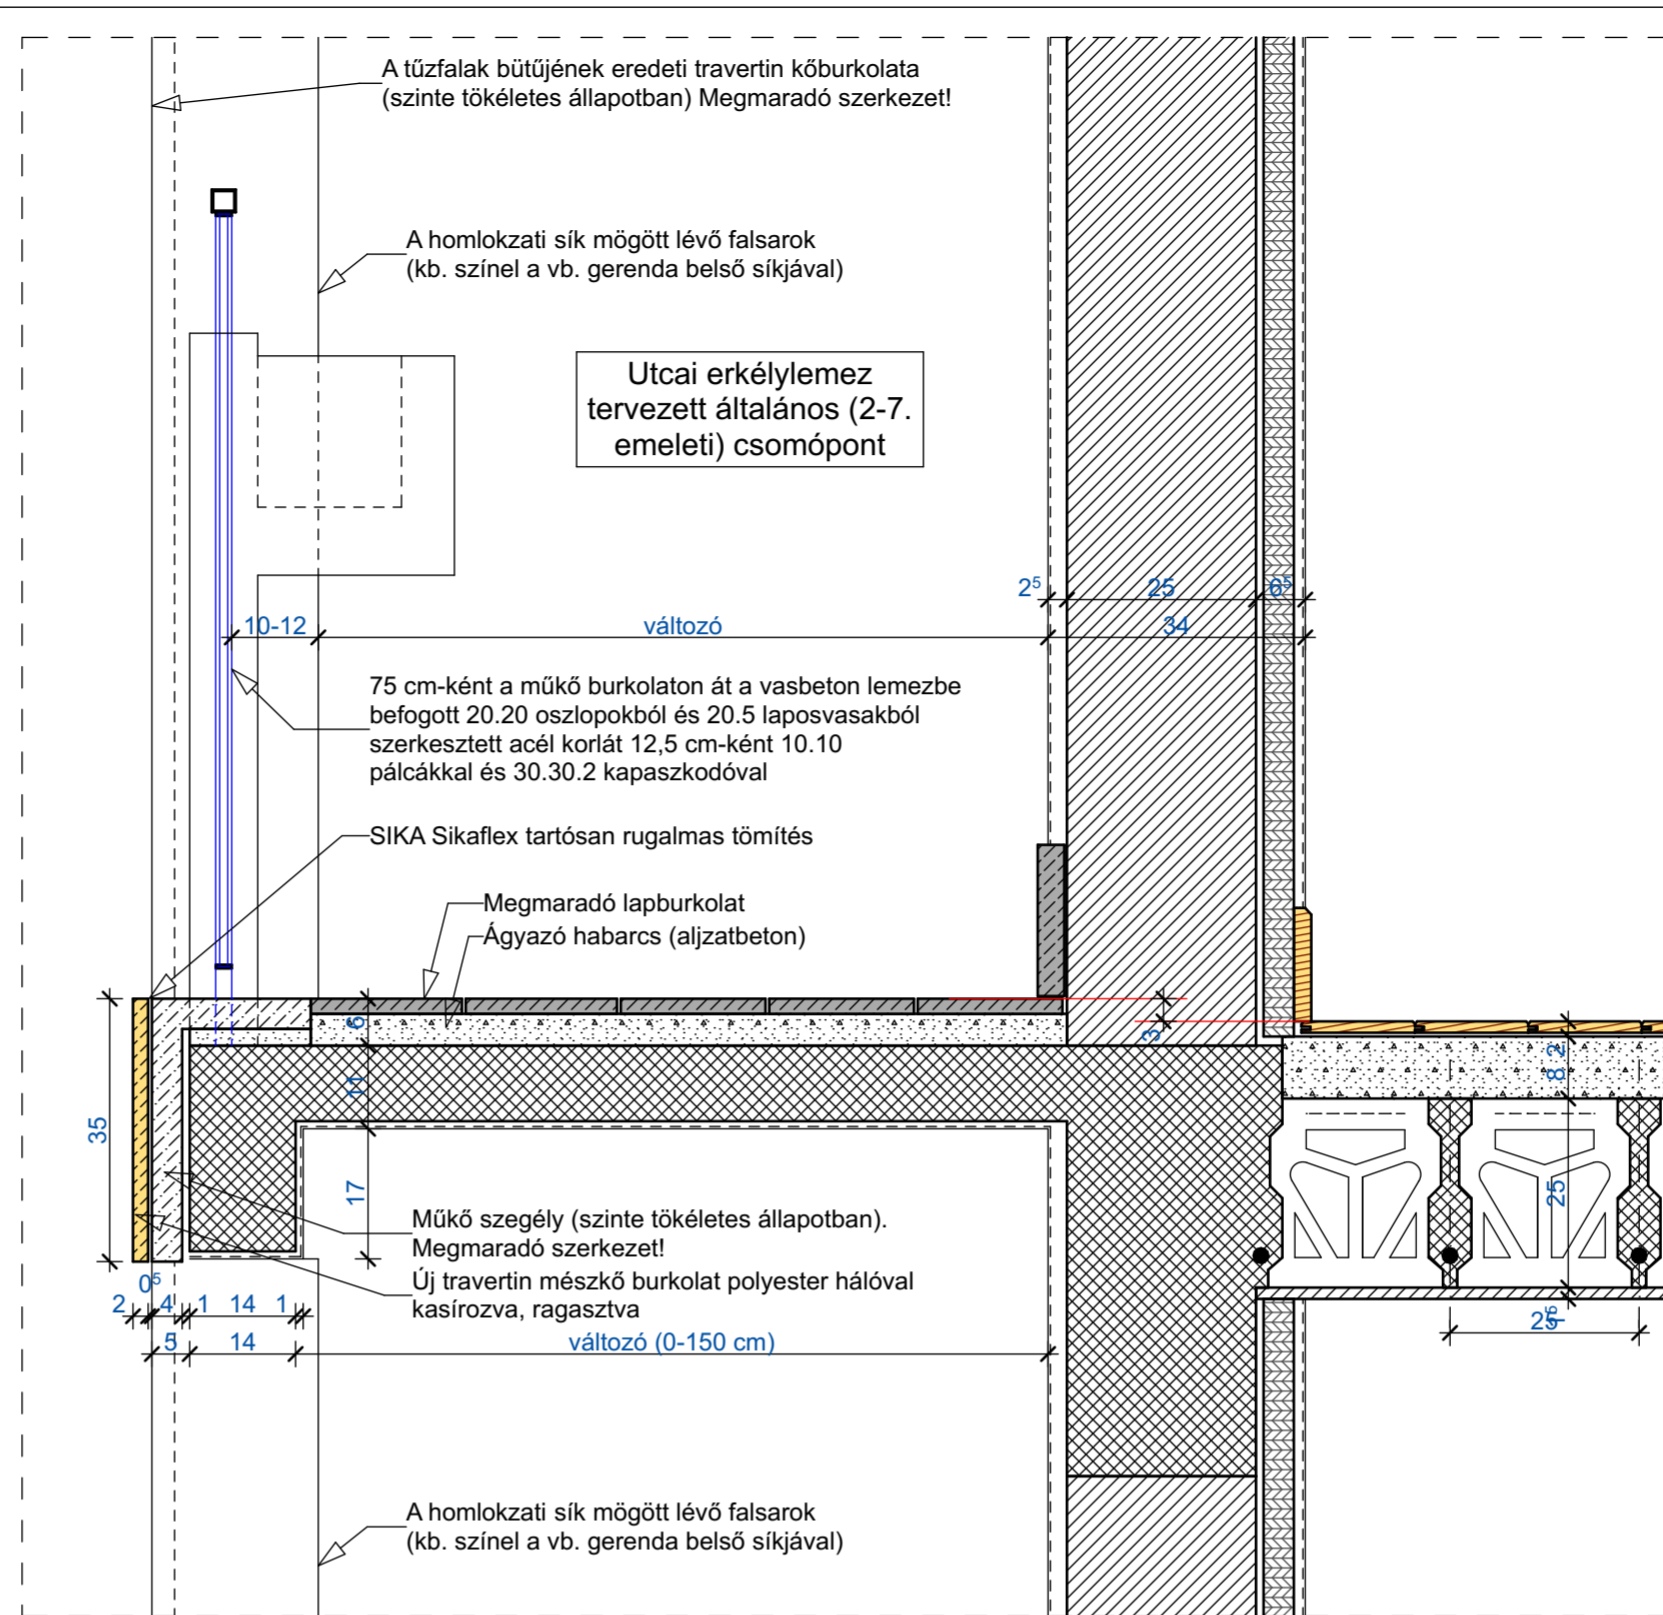 A tűzfalak bütüjének eredeti travertin kőburkolata
(szinte tökéletes állapotban) Megmaradó szerkezet!
A homlokzati sík mögött lévő falsarok
(kb. színel a vb. gerenda belső síkjával)
Utcai erkélylemez
tervezett általános (2-7.
emeleti) csomópont
2⁵ 25 6⁵
10-12 változó 34
75 cm-ként a műkő burkolaton át a vasbeton lemezbe
befogott 20.20 oszlopokból és 20.5 laposvasakból
szerkesztett acél korlát 12,5 cm-ként 10.10
pálcákkal és 30.30.2 kapaszkodóval
SIKA Sikaflex tartósan rugalmas tömítés
Megmaradó lapburkolat
Ágyazó habarcs (aljzatbeton)
6
3
8 2
11
35
17
25
Műkő szegély (szinte tökéletes állapotban).
Megmaradó szerkezet!
Új travertin mészkő burkolat polyester hálóval
kasírozva, ragasztva
0⁵
2 4 1 14 1
5 14 változó (0-150 cm)
25
1⁵
A homlokzati sík mögött lévő falsarok
(kb. színel a vb. gerenda belső síkjával)